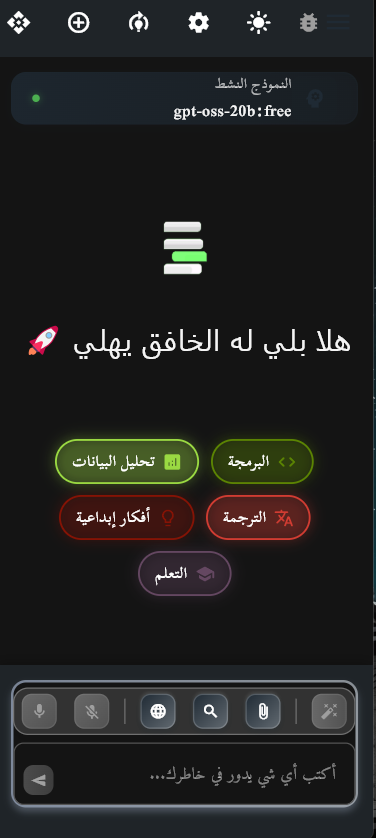 النموذج النشط
gpt-oss-20b:free
هلا بلي له الخافق يهلي 🚀
البرمجة
تحليل البيانات
الترجمة
أفكار إبداعية
التعلم
أكتب أي شي يدور في خاطرك...